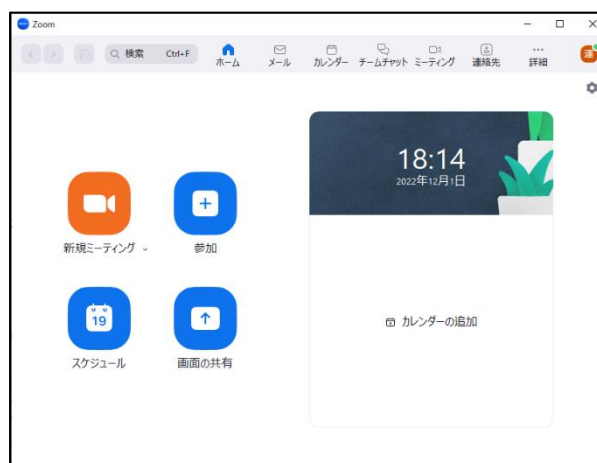 Zoom
検索 Ctrl+F
ホーム
メール
カレンダー
チームチャット
ミーティング
連絡先
詳細
運
18:14
2022年12月1日
新規ミーティング
参加
19
スケジュール
画面の共有
カレンダーの追加